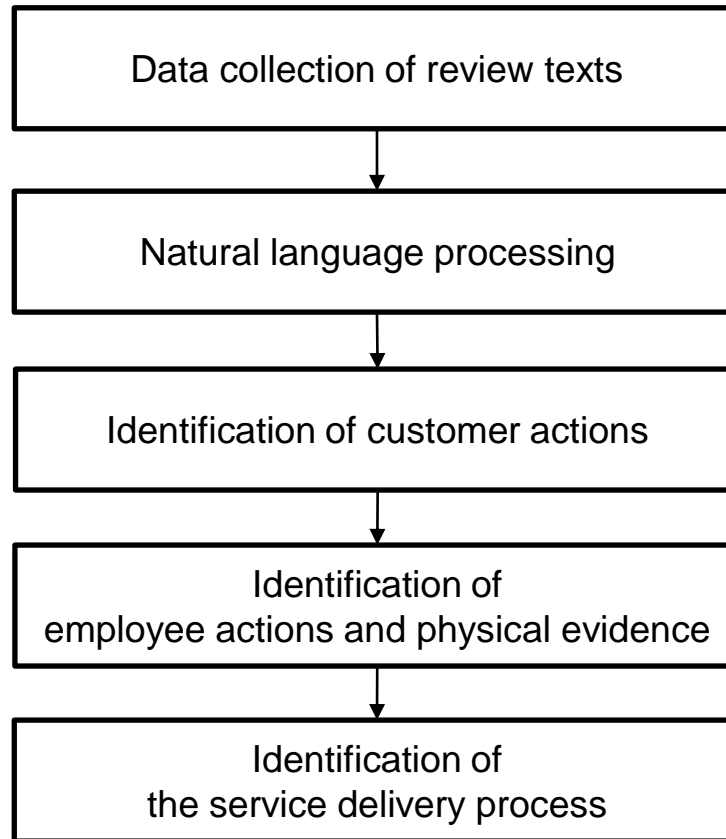 Data collection of review texts
Natural language processing
Identification of customer actions
Identification of
employee actions and physical evidence
Identification of
the service delivery process